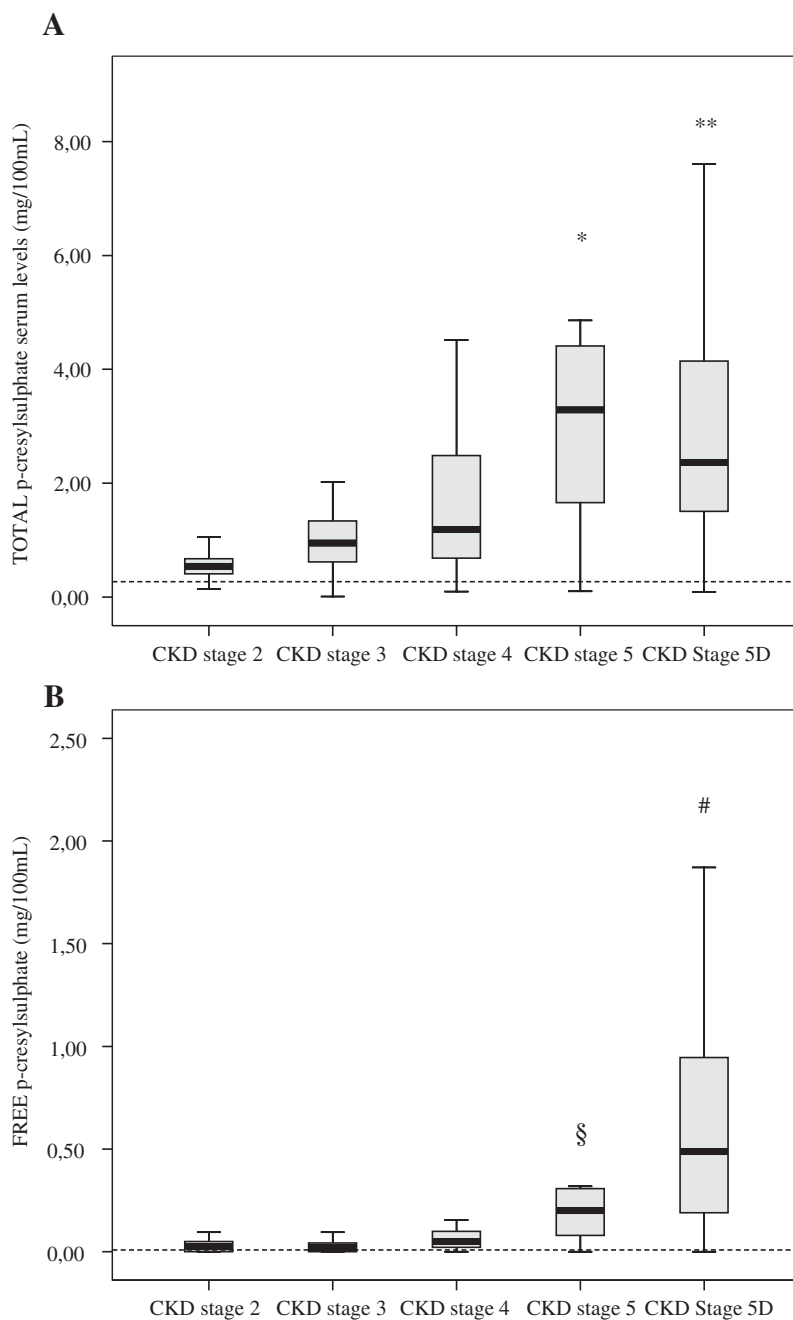 A
TOTAL p-cresylsulphate serum levels (mg/100mL)
8,00
6,00
4,00
2,00
0,00
*
**
CKD stage 2 CKD stage 3 CKD stage 4 CKD stage 5 CKD Stage 5D
B
FREE p-cresylsulphate (mg/100mL)
2,50
2,00
1,50
1,00
0,50
0,00
§
#
CKD stage 2 CKD stage 3 CKD stage 4 CKD stage 5 CKD Stage 5D